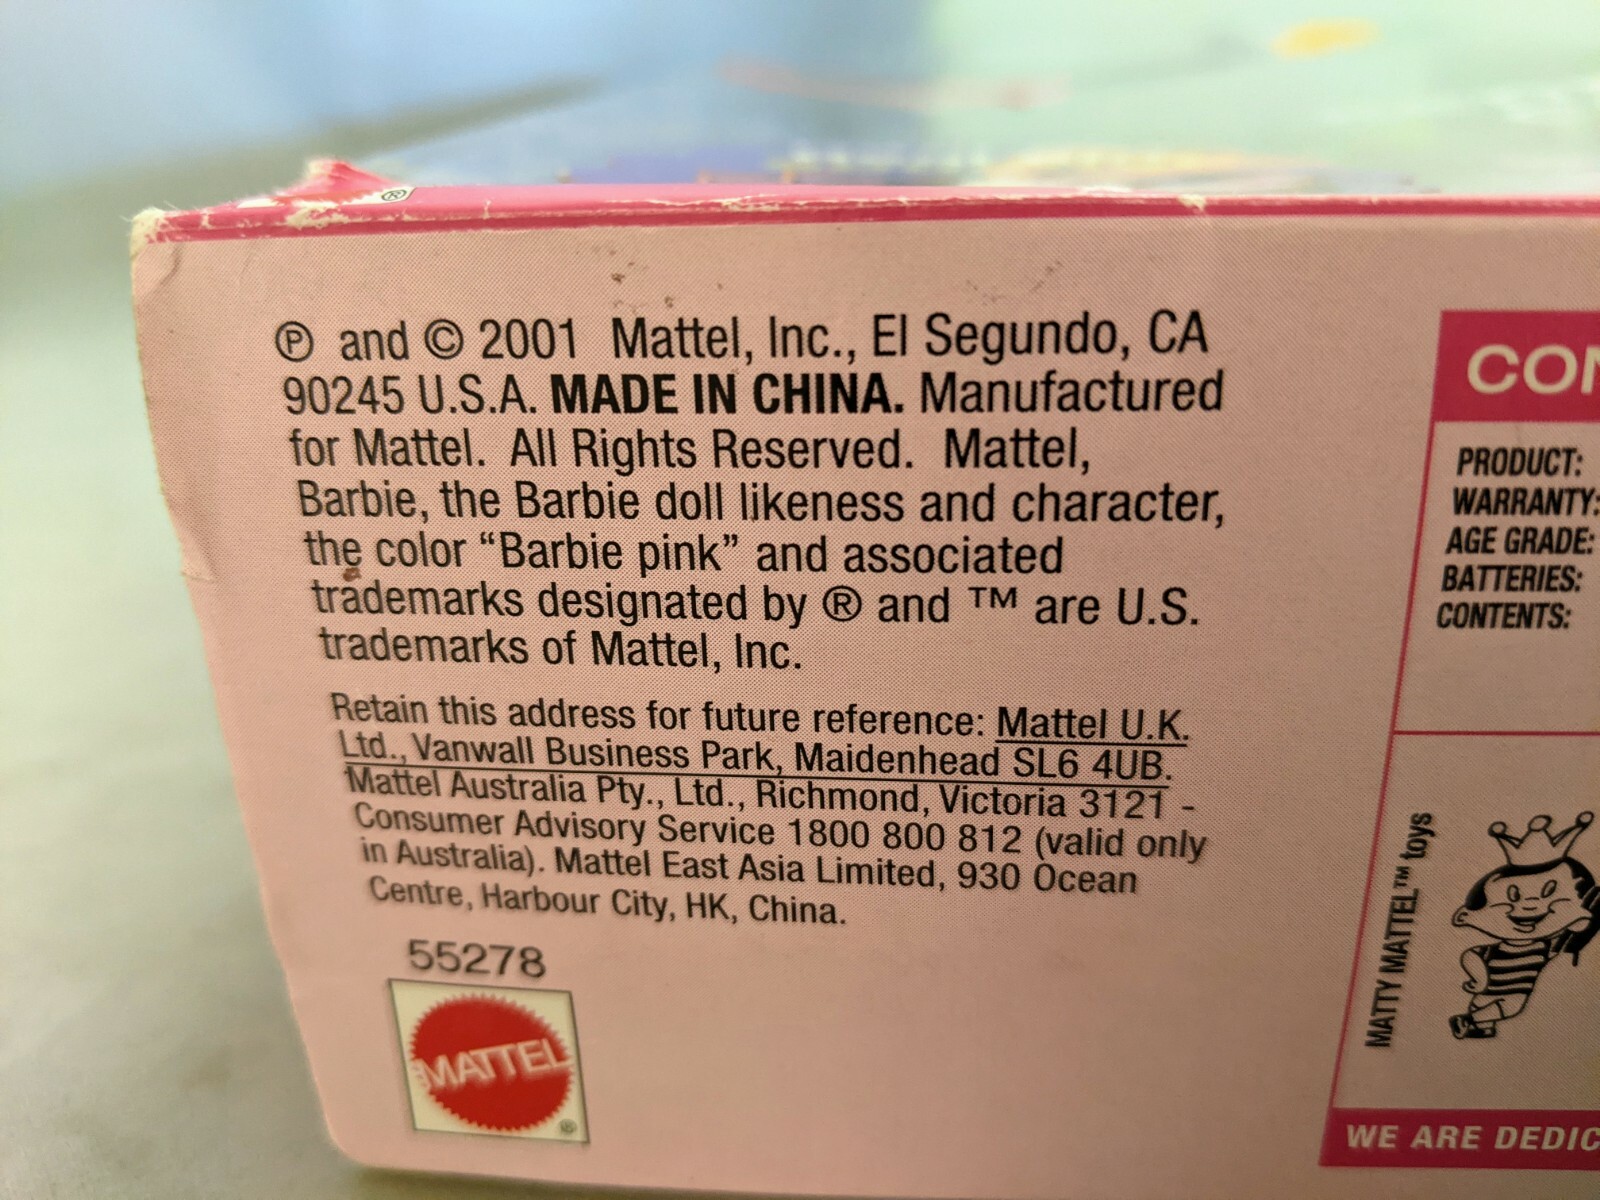 ℗ and © 2001 Mattel, Inc., El Segundo, CA
90245 U.S.A. MADE IN CHINA. Manufactured
for Mattel. All Rights Reserved. Mattel,
Barbie, the Barbie doll likeness and character,
the color “Barbie pink” and associated
trademarks designated by ® and ™ are U.S.
trademarks of Mattel, Inc.
Retain this address for future reference: Mattel U.K.
Ltd., Vanwall Business Park, Maidenhead SL6 4UB.
Mattel Australia Pty., Ltd., Richmond, Victoria 3121 -
Consumer Advisory Service 1800 800 812 (valid only
in Australia). Mattel East Asia Limited, 930 Ocean
Centre, Harbour City, HK, China.
55278
MATTEL
®
®
CON
PRODUCT:
WARRANTY:
AGE GRADE:
BATTERIES:
CONTENTS:
MATTY MATTEL™ toys
WE ARE DEDIC